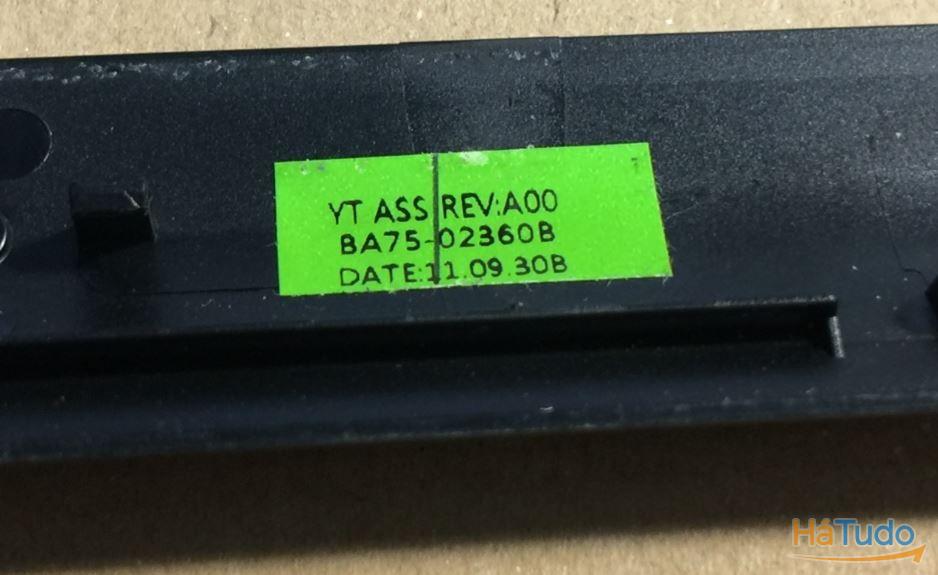 YT ASS REV:A00
BA75-02360B
DATE:11.09.30B
HáTudo